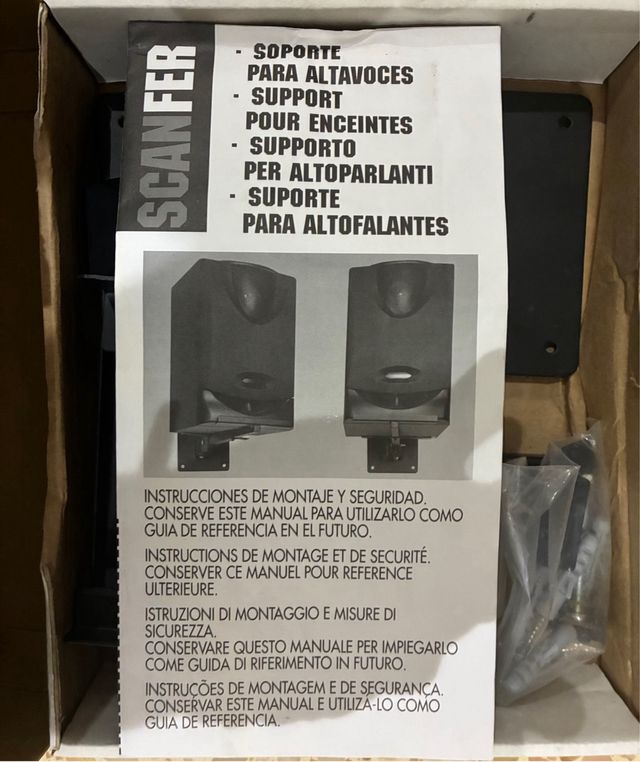 SCANFER
- SOPORTE
PARA ALTAVOCES
- SUPPORT
POUR ENCEINTES
- SUPPORTO
PER ALTOPARLANTI
- SUPORTE
PARA ALTOFALANTES
INSTRUCCIONES DE MONTAJE Y SEGURIDAD.
CONSERVE ESTE MANUAL PARA UTILIZARLO COMO
GUIA DE REFERENCIA EN EL FUTURO.
INSTRUCTIONS DE MONTAGE ET DE SECURITÉ.
CONSERVER CE MANUEL POUR REFERENCE
ULTERIEURE.
ISTRUZIONI DI MONTAGGIO E MISURE DI
SICUREZZA.
CONSERVARE QUESTO MANUALE PER IMPIEGARLO
COME GUIDA DI RIFERIMENTO IN FUTURO.
INSTRUÇÕES DE MONTAGEM E DE SEGURANÇA.
CONSERVAR ESTE MANUAL E UTILIZÁ-LO COMO
GUIA DE REFERENCIA.